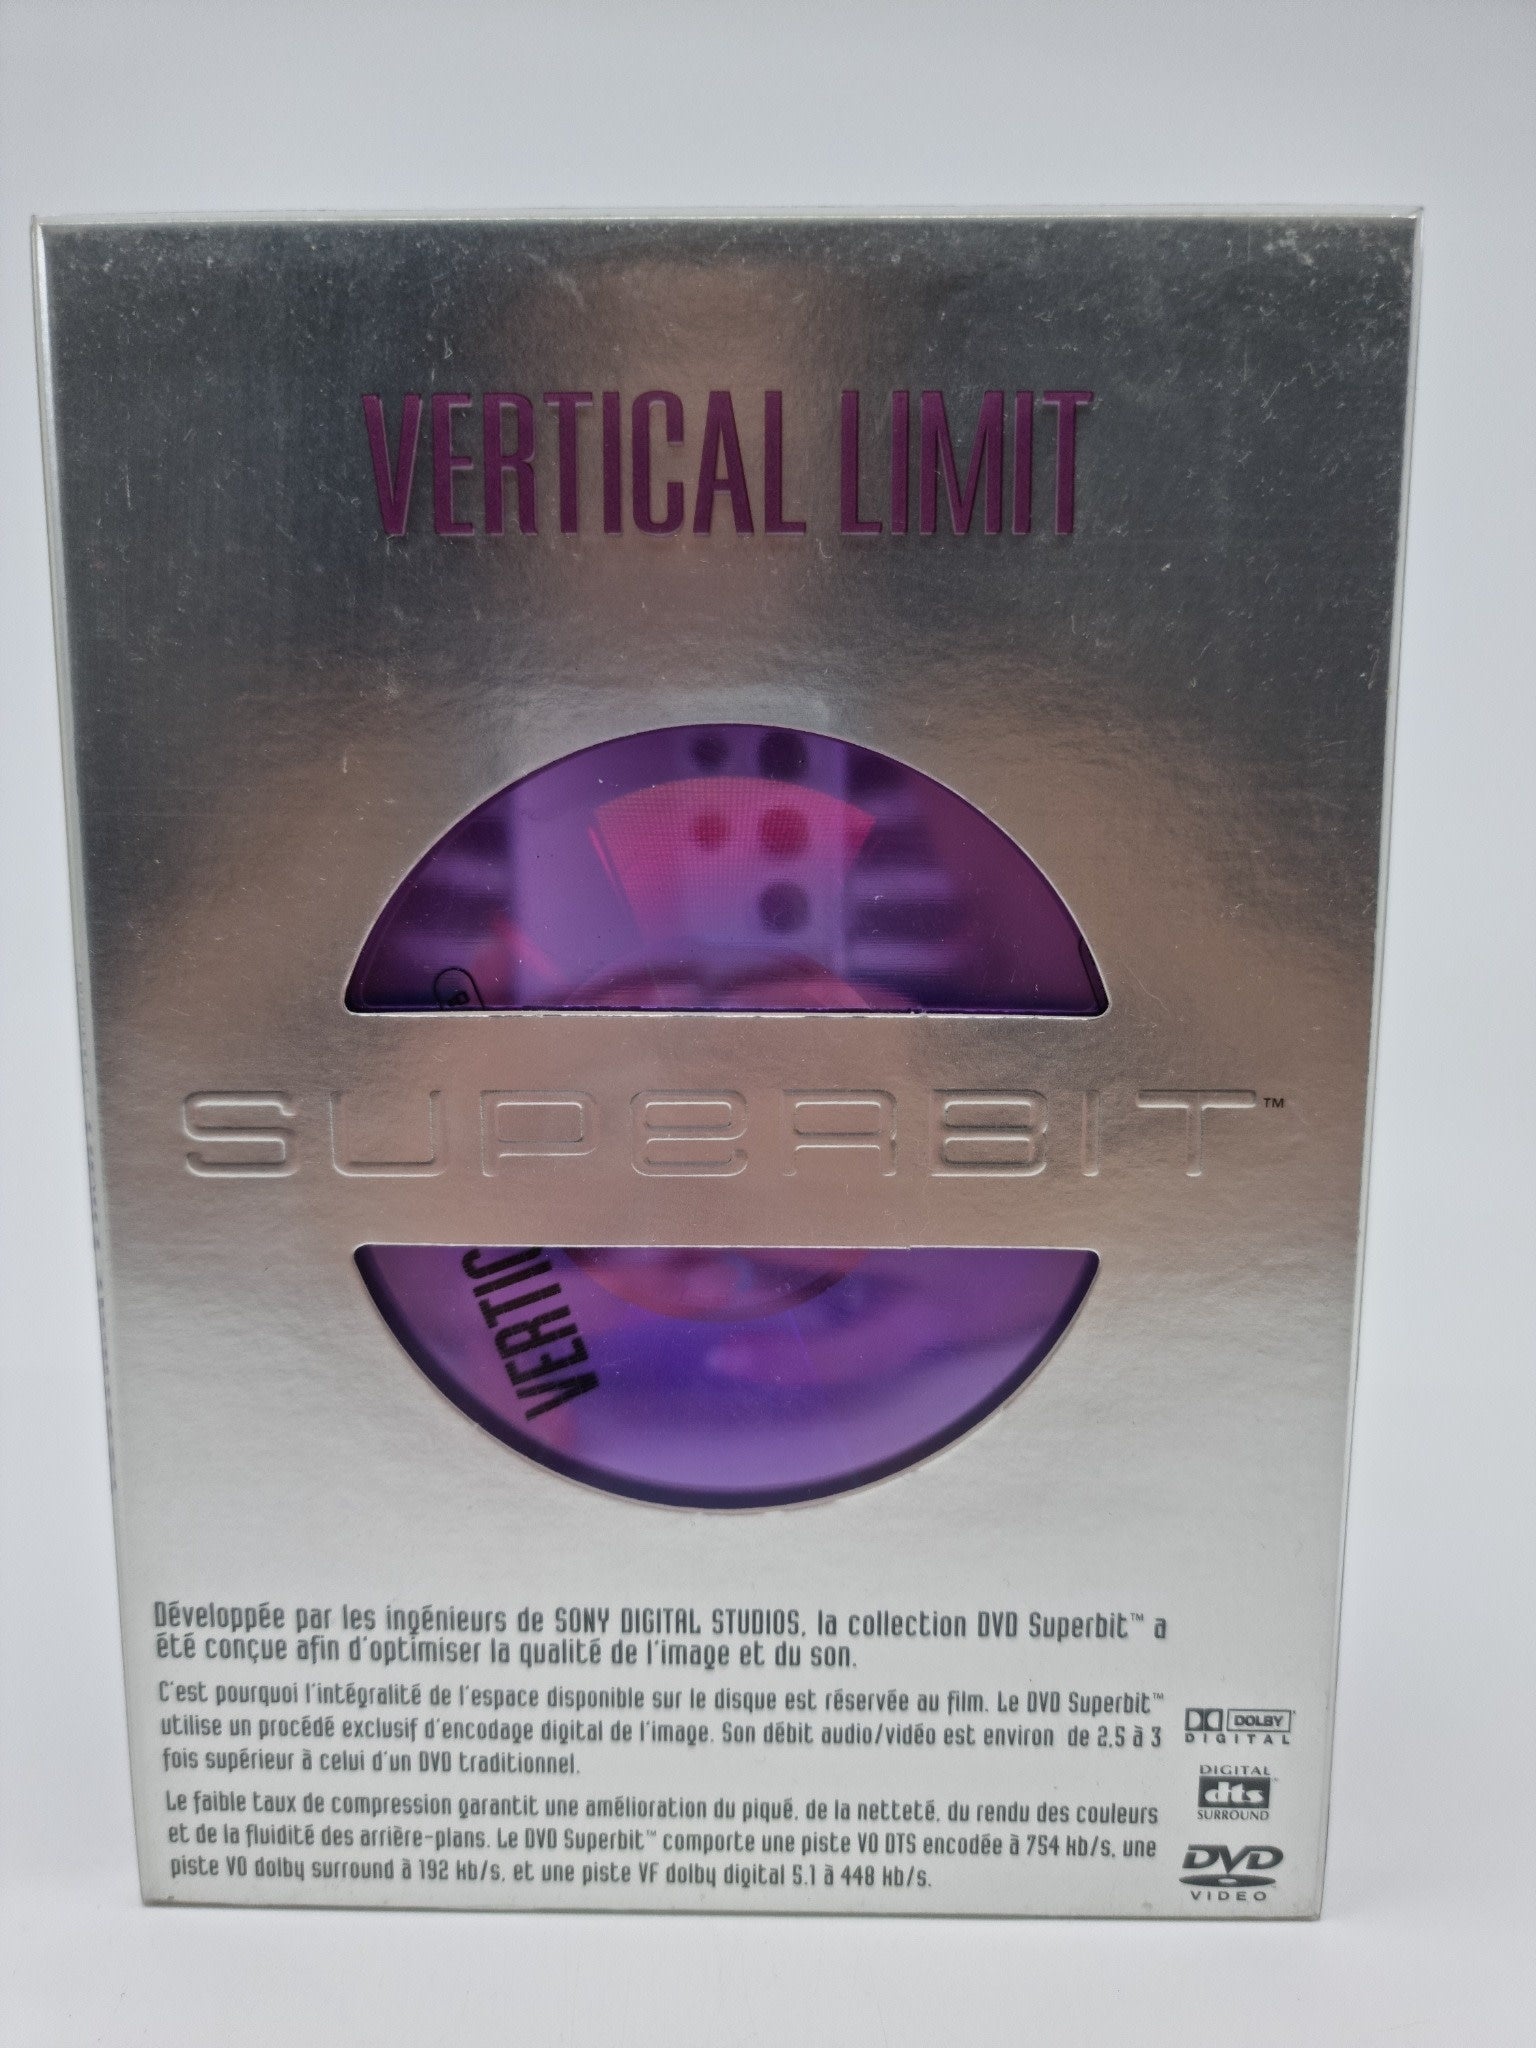 VERTICAL LIMIT
SUPERBIT™
VERTIC
Développée par les ingénieurs de SONY DIGITAL STUDIOS, la collection DVD Superbit™ a
été conçue afin d'optimiser la qualité de l'image et du son.
C'est pourquoi l'intégralité de l'espace disponible sur le disque est réservée au film. Le DVD Superbit™
utilise un procédé exclusif d'encodage digital de l'image. Son débit audio/vidéo est environ de 2,5 à 3
fois supérieur à celui d'un DVD traditionnel.
Le faible taux de compression garantit une amélioration du piqué, de la netteté, du rendu des couleurs
et de la fluidité des arrière-plans. Le DVD Superbit™ comporte une piste VO DTS encodée à 754 kb/s, une
piste VO dolby surround à 192 kb/s, et une piste VF dolby digital 5.1 à 448 kb/s.
DOLBY
DIGITAL
DIGITAL
dts
SURROUND
DVD
VIDEO